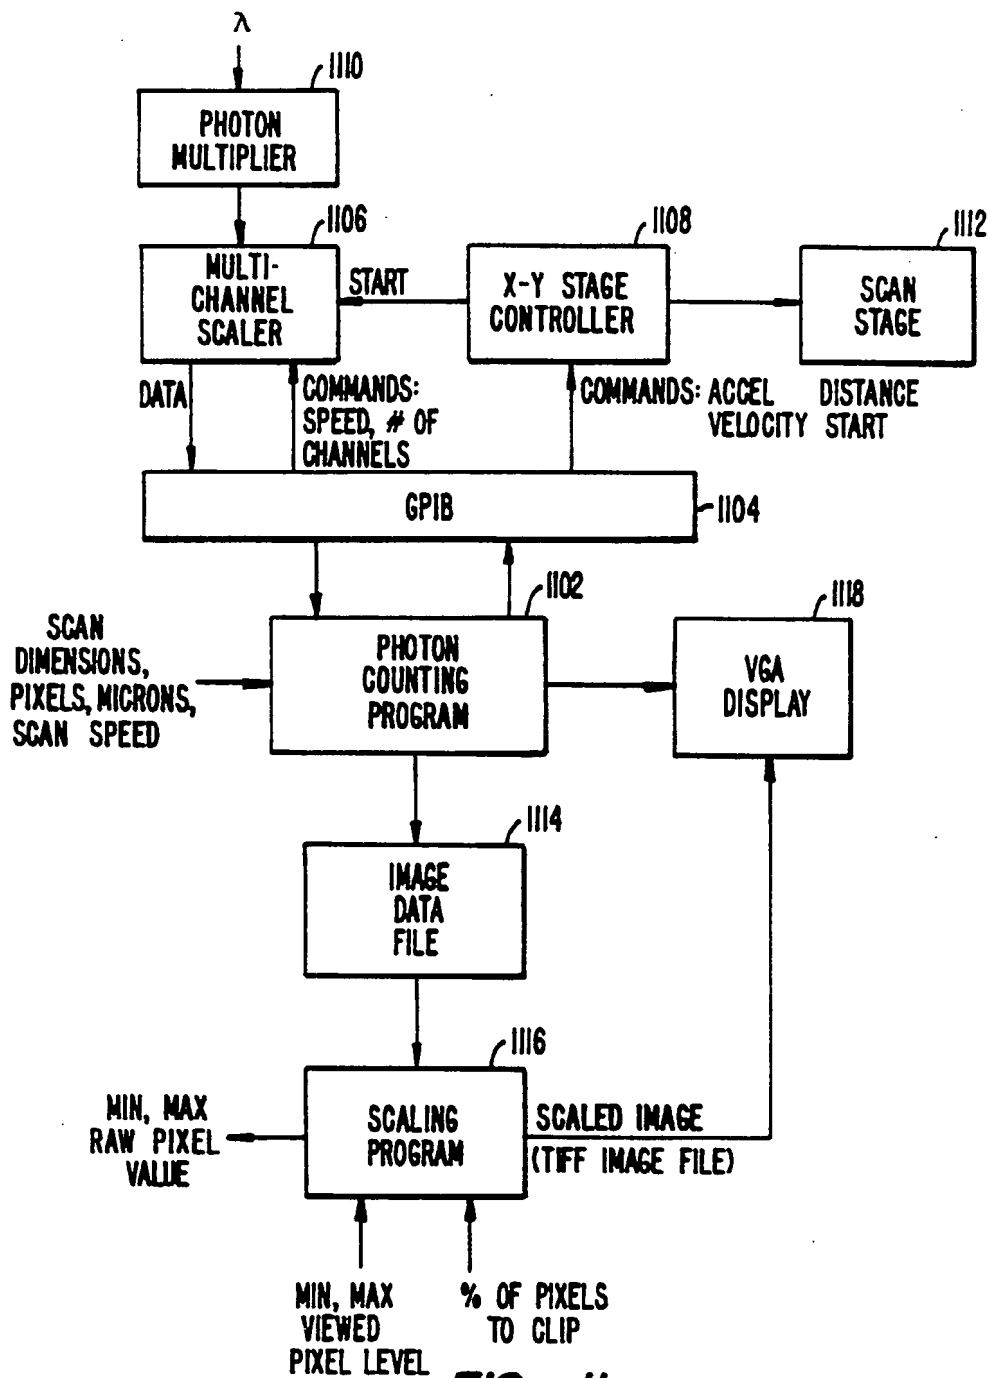 λ
1110
PHOTON
MULTIPLIER
1106
MULTI-
CHANNEL
SCALER
START
1108
X-Y STAGE
CONTROLLER
1112
SCAN
STAGE
DATA
COMMANDS:
SPEED, # OF
CHANNELS
COMMANDS: ACCEL DISTANCE
VELOCITY START
GPIB
1104
1102
SCAN
DIMENSIONS,
PIXELS, MICRONS,
SCAN SPEED
PHOTON
COUNTING
PROGRAM
1118
VGA
DISPLAY
1114
IMAGE
DATA
FILE
1116
MIN, MAX
RAW PIXEL
VALUE
SCALING
PROGRAM
SCALED IMAGE
(TIFF IMAGE FILE)
MIN, MAX
VIEWED
PIXEL LEVEL
% OF PIXELS
TO CLIP